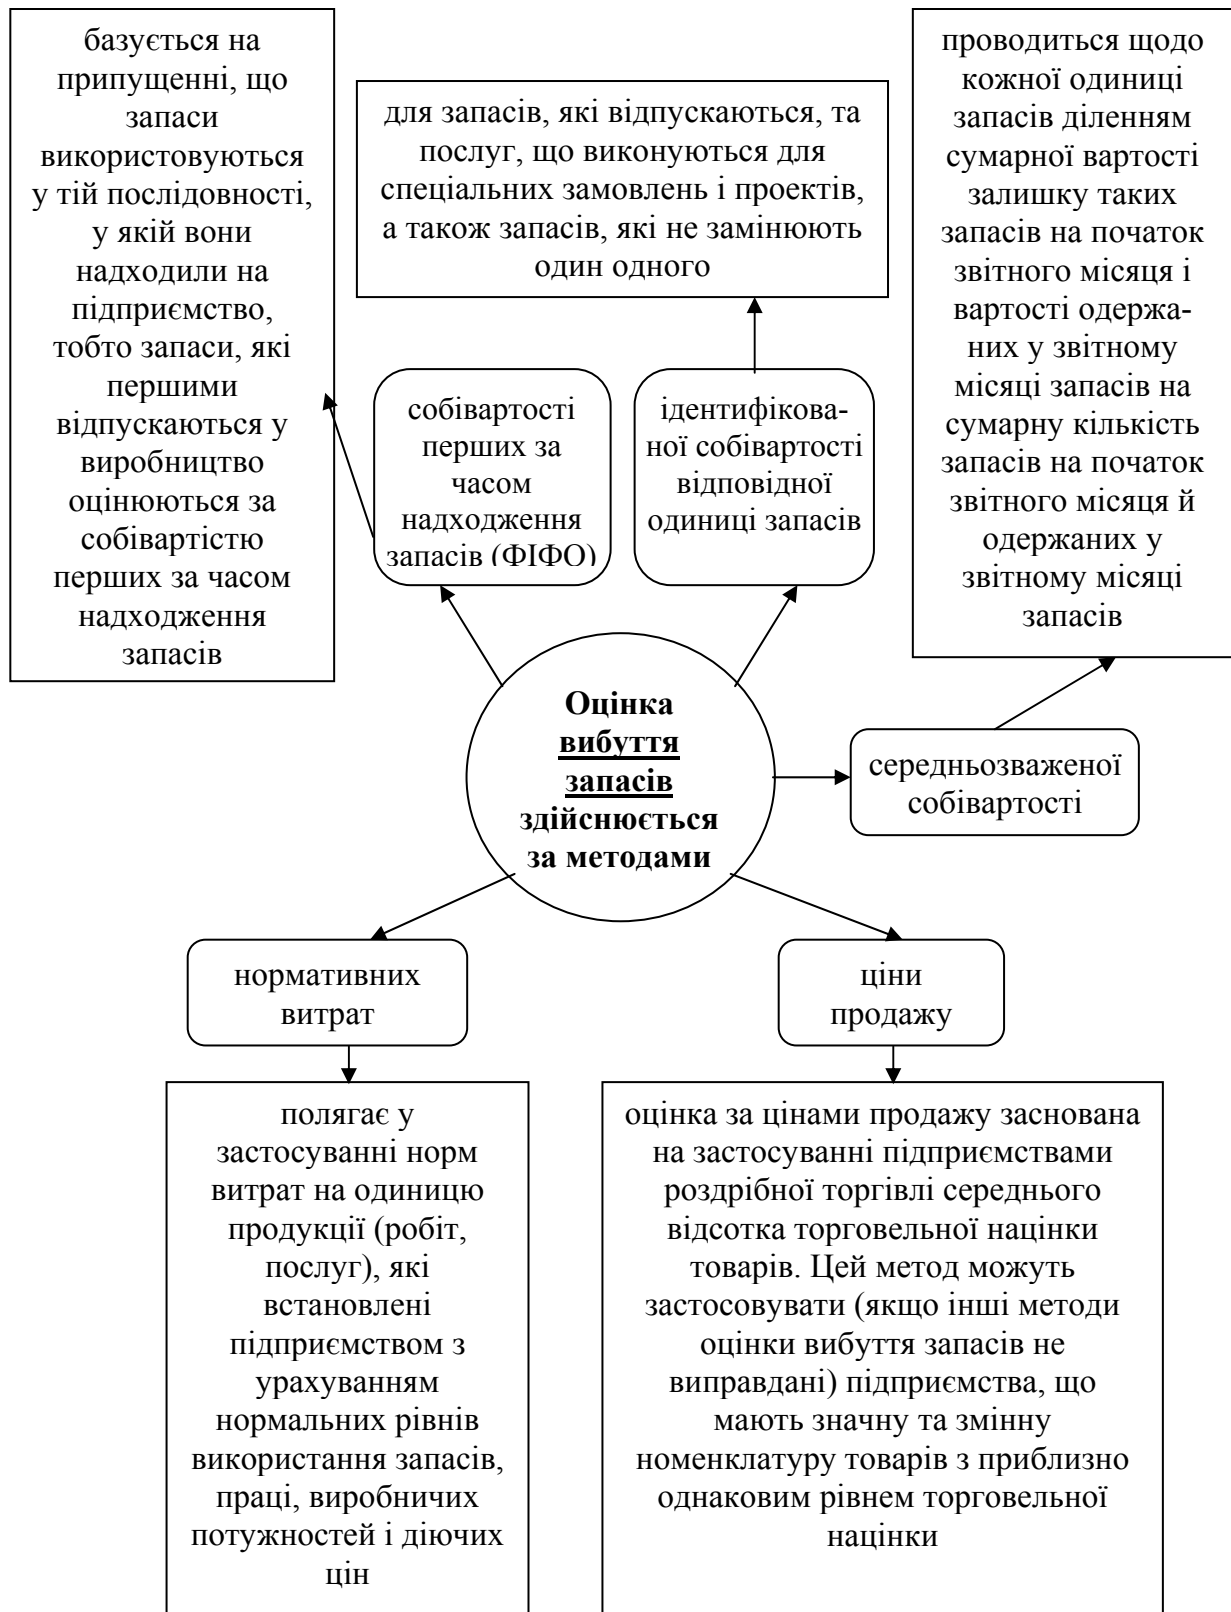 базується на
припущенні, що
запаси
використовуються
у тій послідовності,
у якій вони
надходили на
підприємство,
тобто запаси, які
першими
відпускаються у
виробництво
оцінюються за
собівартістю
перших за часом
надходження
запасів
для запасів, які відпускаються, та
послуг, що виконуються для
спеціальних замовлень і проектів,
а також запасів, які не замінюють
один одного
проводиться щодо
кожної одиниці
запасів діленням
сумарної вартості
залишку таких
запасів на початок
звітного місяця і
вартості одержа-
них у звітному
місяці запасів на
сумарну кількість
запасів на початок
звітного місяця й
одержаних у
звітному місяці
запасів
собівартості
перших за
часом
надходження
запасів (ФІФО)
ідентифікова-
ної собівартості
відповідної
одиниці запасів
Оцінка
вибуття
запасів
здійснюється
за методами
середньозваженої
собівартості
нормативних
витрат
ціни
продажу
полягає у
застосуванні норм
витрат на одиницю
продукції (робіт,
послуг), які
встановлені
підприємством з
урахуванням
нормальних рівнів
використання запасів,
праці, виробничих
потужностей і діючих
цін
оцінка за цінами продажу заснована
на застосуванні підприємствами
роздрібної торгівлі середнього
відсотка торговельної націнки
товарів. Цей метод можуть
застосовувати (якщо інші методи
оцінки вибуття запасів не
виправдані) підприємства, що
мають значну та змінну
номенклатуру товарів з приблизно
однаковим рівнем торговельної
націнки